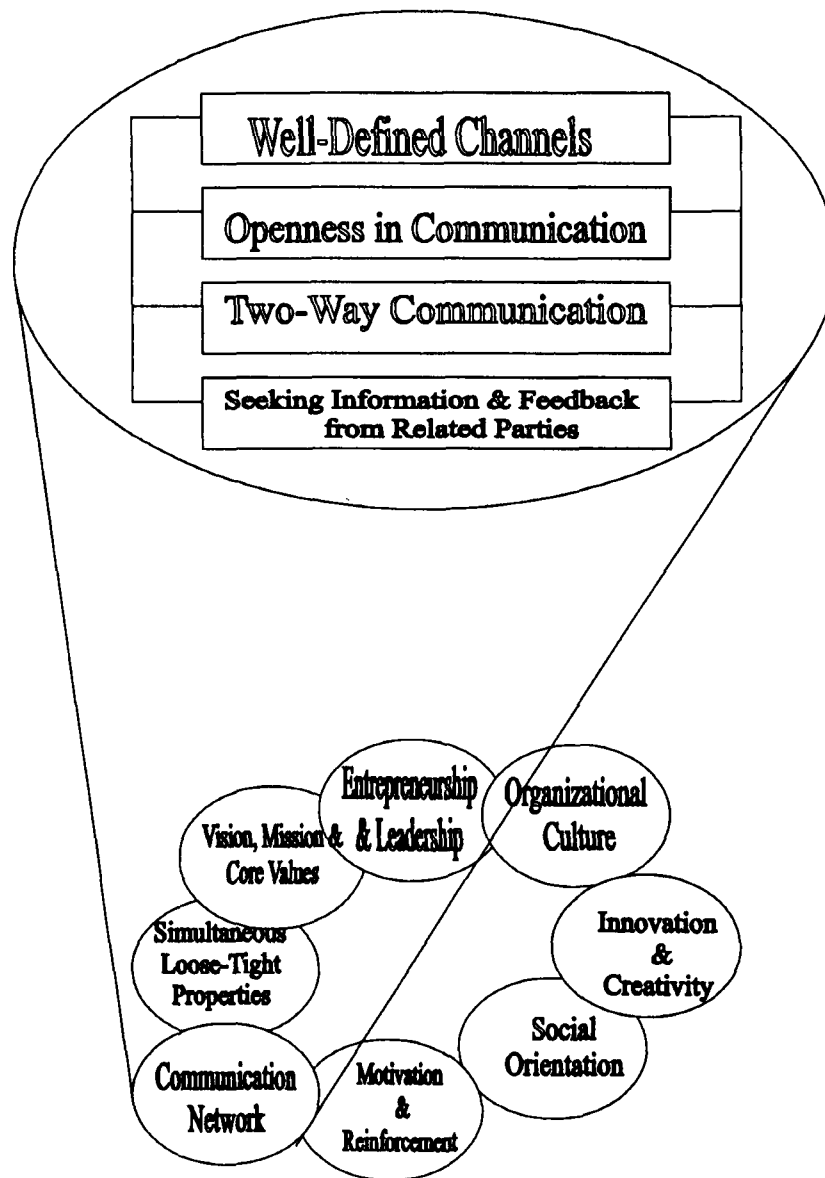 Well-Defined Channels
Openness in Communication
Two-Way Communication
Seeking Information & Feedback
from Related Parties
Entrepreneurship
& Leadership
Organizational
Culture
Vision, Mission &
Core Values
Innovation
&
Creativity
Simultaneous
Loose-Tight
Properties
Social
Orientation
Communication
Network
Motivation
&
Reinforcement